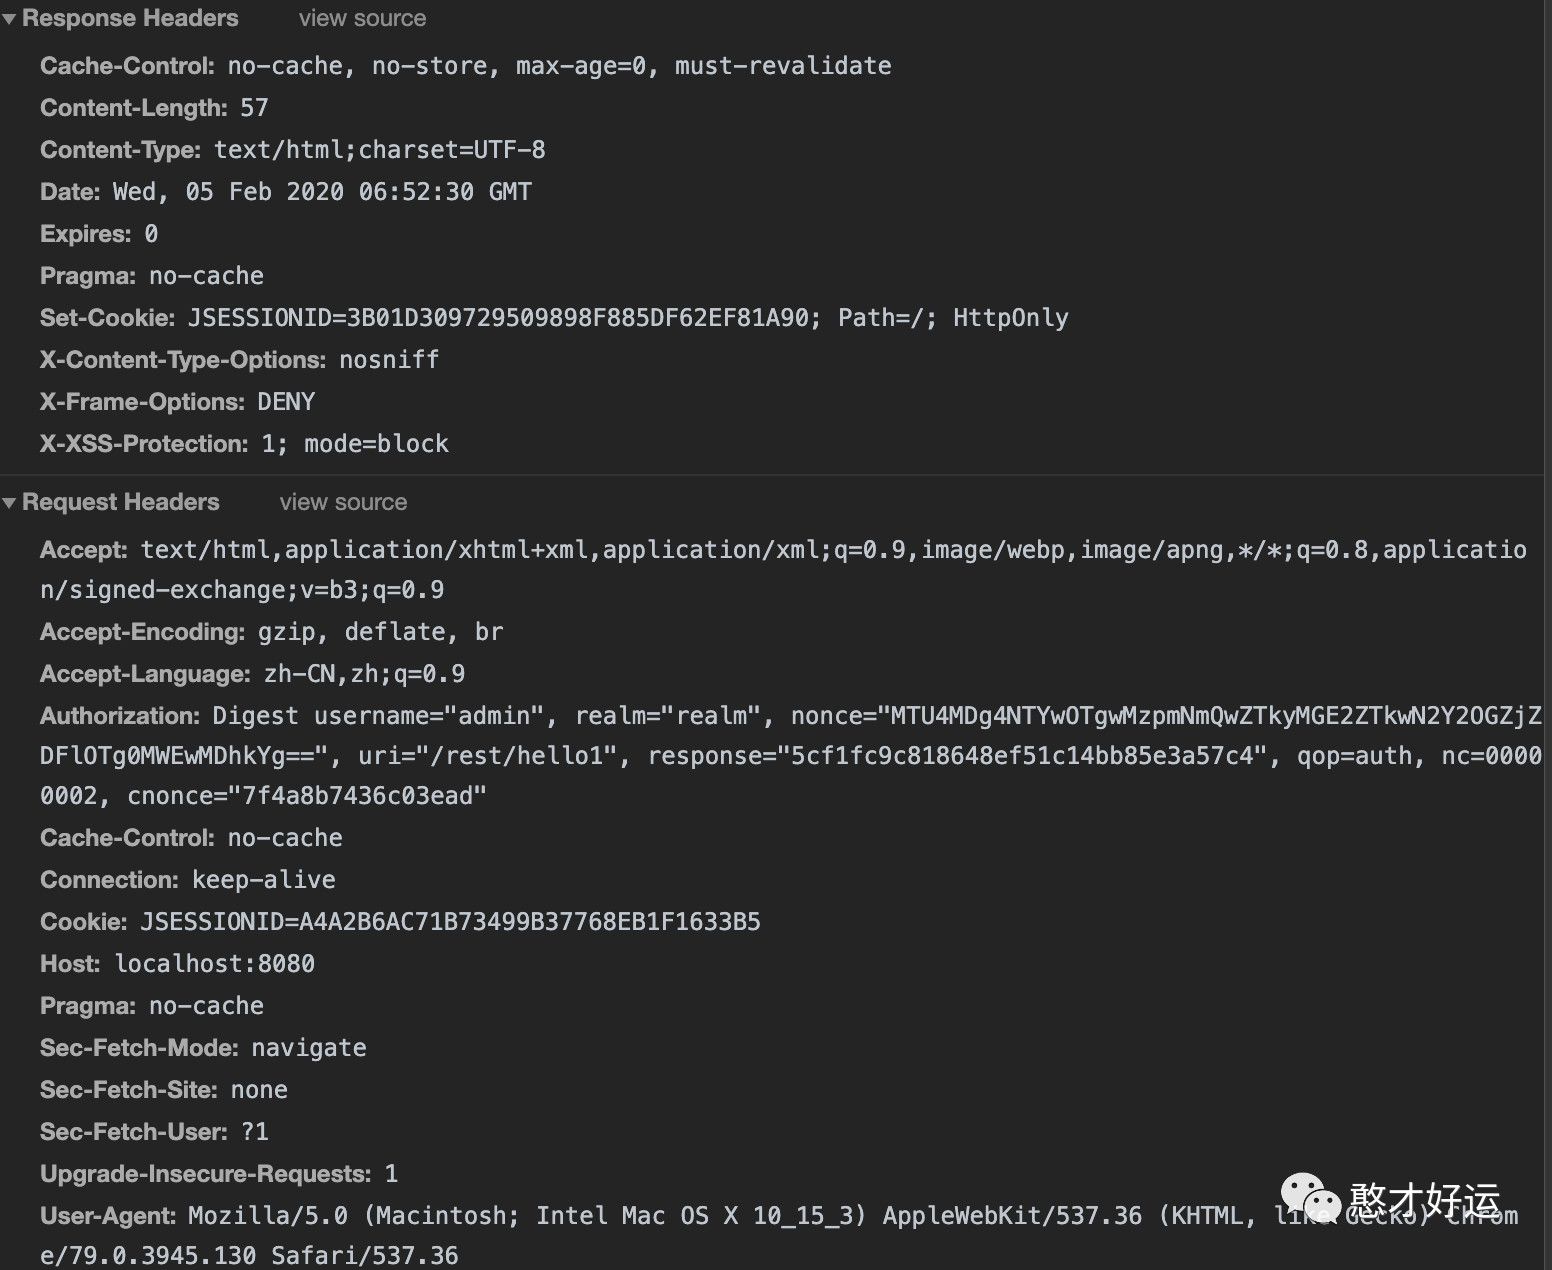 Response Headers view source
Cache-Control: no-cache, no-store, max-age=0, must-revalidate
Content-Length: 57
Content-Type: text/html;charset=UTF-8
Date: Wed, 05 Feb 2020 06:52:30 GMT
Expires: 0
Pragma: no-cache
Set-Cookie: JSESSIONID=3B01D309729509898F885DF62EF81A90; Path=/; HttpOnly
X-Content-Type-Options: nosniff
X-Frame-Options: DENY
X-XSS-Protection: 1; mode=block
Request Headers view source
Accept: text/html,application/xhtml+xml,application/xml;q=0.9,image/webp,image/apng,*/*;q=0.8,applicatio
n/signed-exchange;v=b3;q=0.9
Accept-Encoding: gzip, deflate, br
Accept-Language: zh-CN,zh;q=0.9
Authorization: Digest username="admin", realm="realm", nonce="MTU4MDg4NTYwOTgwMzpmNmQwZTkyMGE2ZTkwN2Y2OGZjZ
DFlOTg0MWEwMDhkYg==", uri="/rest/hello1", response="5cf1fc9c818648ef51c14bb85e3a57c4", qop=auth, nc=0000
0002, cnonce="7f4a8b7436c03ead"
Cache-Control: no-cache
Connection: keep-alive
Cookie: JSESSIONID=A4A2B6AC71B73499B37768EB1F1633B5
Host: localhost:8080
Pragma: no-cache
Sec-Fetch-Mode: navigate
Sec-Fetch-Site: none
Sec-Fetch-User: ?1
Upgrade-Insecure-Requests: 1
User-Agent: Mozilla/5.0 (Macintosh; Intel Mac OS X 10_15_3) AppleWebKit/537.36 (KHTML, like Gecko) Chrom
e/79.0.3945.130 Safari/537.36
憨才好运